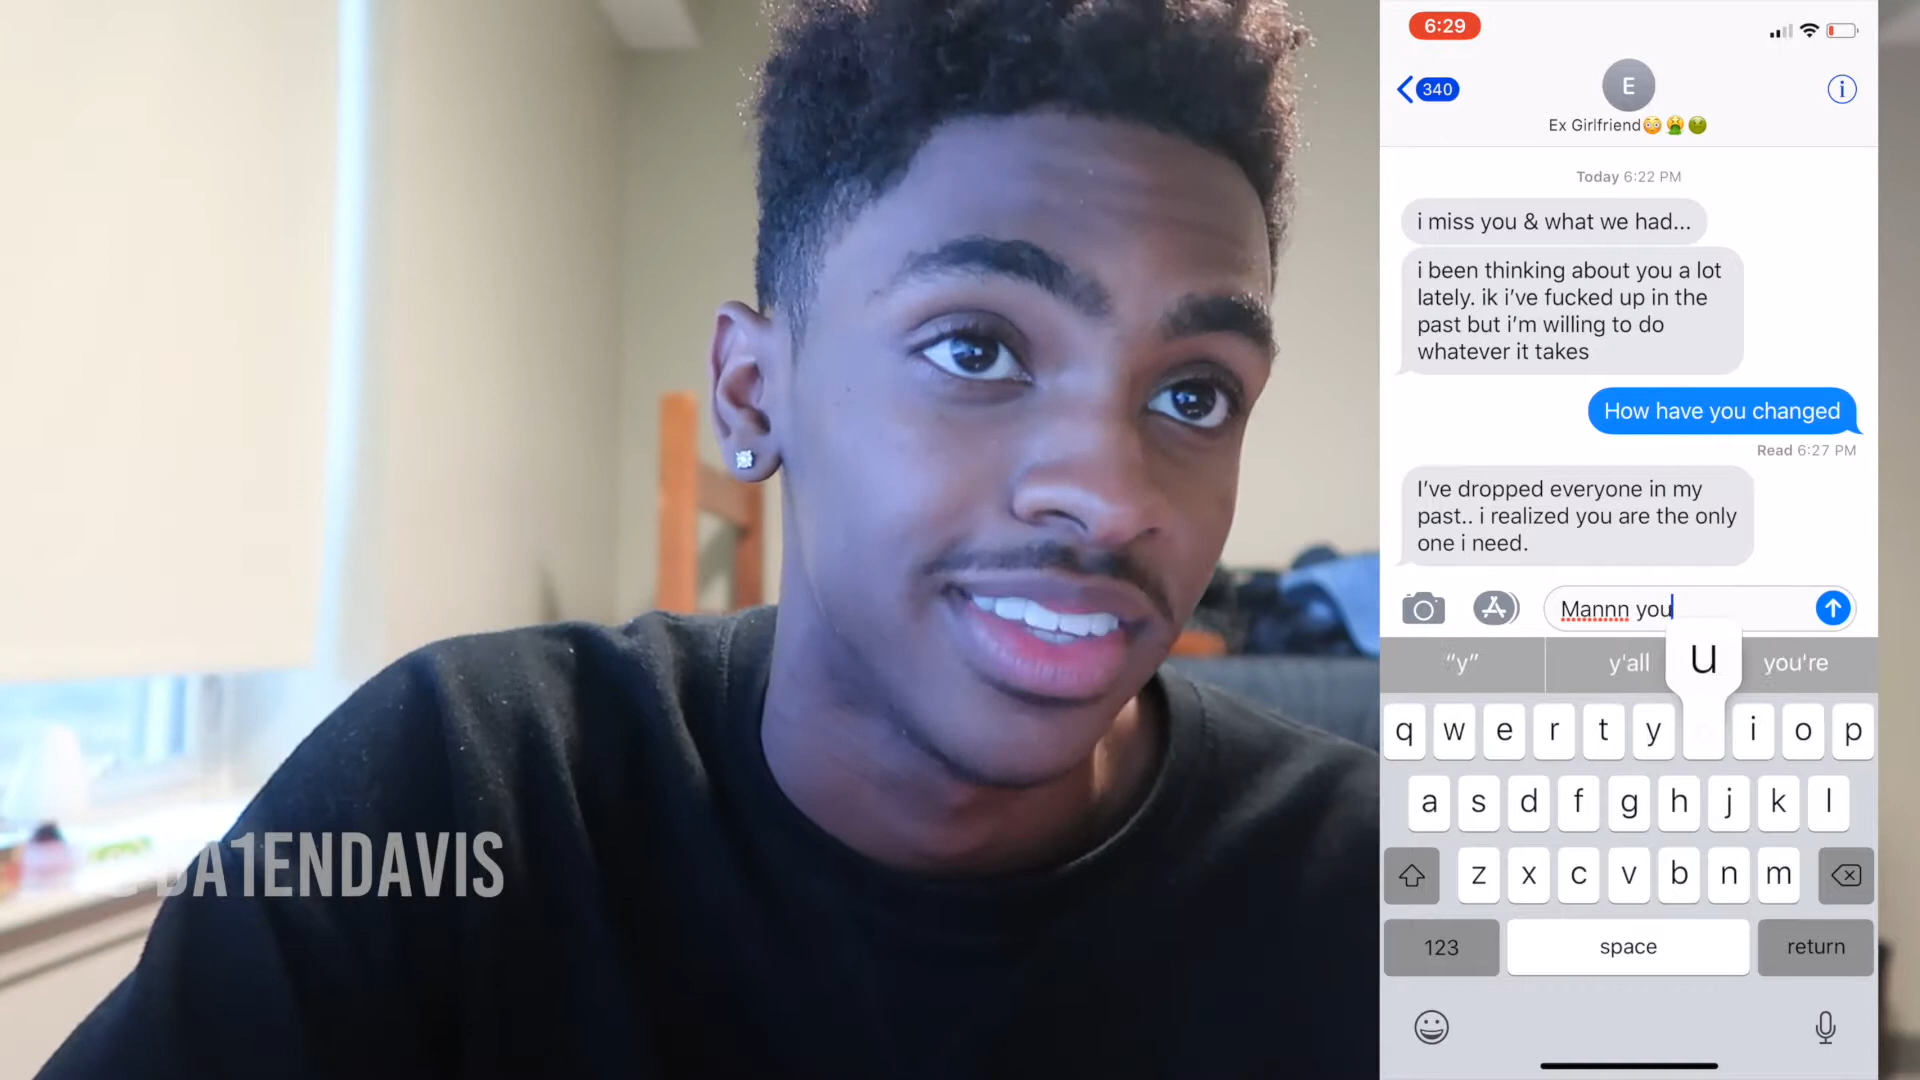 6:29
340
E
Ex Girlfriend😳🤮🤢
Today 6:22 PM
i miss you & what we had...
i been thinking about you a lot
lately. ik i've fucked up in the
past but i'm willing to do
whatever it takes
How have you changed
Read 6:27 PM
I've dropped everyone in my
past.. i realized you are the only
one i need.
Mannn you
"y" y'all you're
u
q w e r t y i o p
a s d f g h j k l
z x c v b n m
123 space return
DA1ENDAVIS